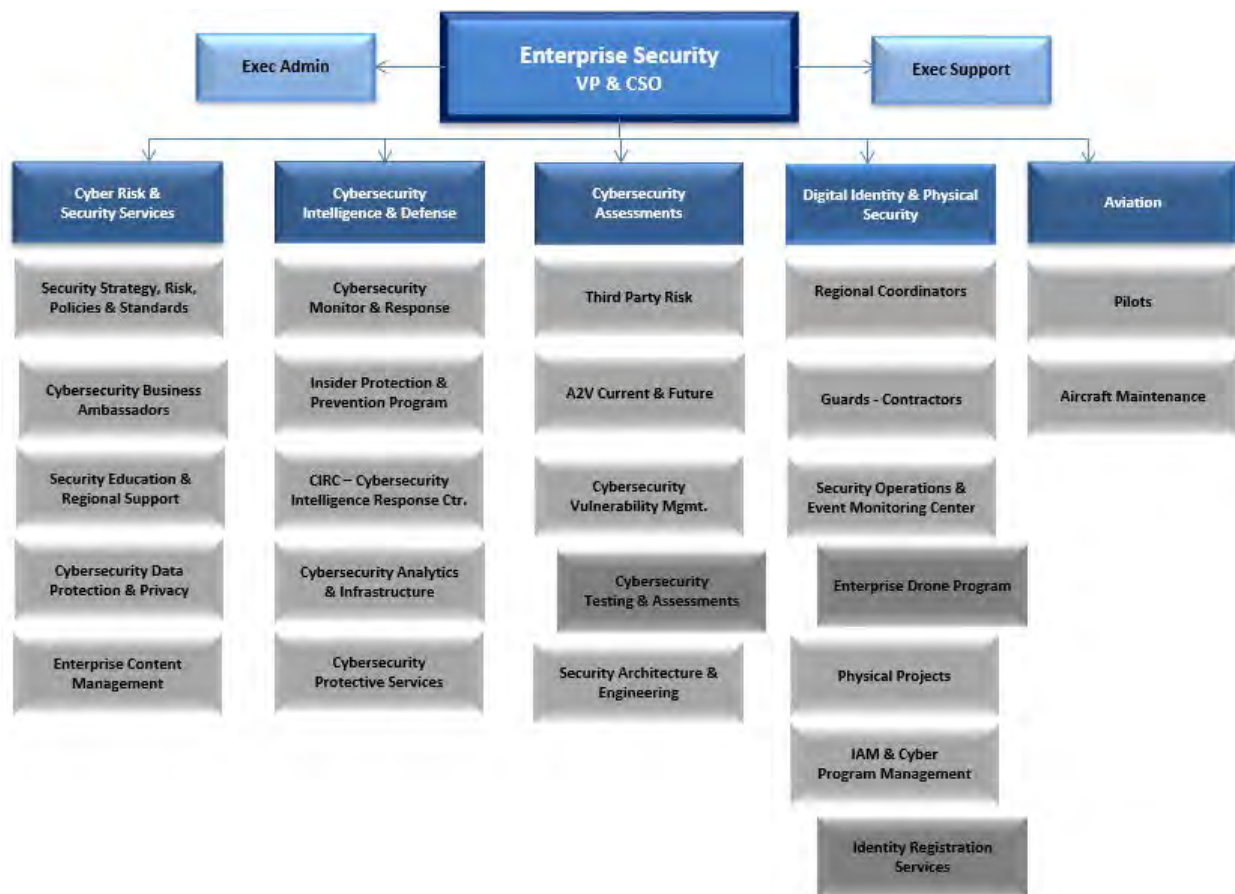 Enterprise Security
VP & CSO
Exec Admin
Exec Support
Cyber Risk &
Security Services
Security Strategy, Risk,
Policies & Standards
Cybersecurity Business
Ambassadors
Security Education &
Regional Support
Cybersecurity Data
Protection & Privacy
Enterprise Content
Management
Cybersecurity
Intelligence & Defense
Cybersecurity
Monitor & Response
Insider Protection &
Prevention Program
CIRC – Cybersecurity
Intelligence Response Ctr.
Cybersecurity Analytics
& Infrastructure
Cybersecurity
Protective Services
Cybersecurity
Assessments
Third Party Risk
A2V Current & Future
Cybersecurity
Vulnerability Mgmt.
Cybersecurity
Testing & Assessments
Security Architecture &
Engineering
Digital Identity & Physical
Security
Regional Coordinators
Guards - Contractors
Security Operations &
Event Monitoring Center
Enterprise Drone Program
Physical Projects
IAM & Cyber
Program Management
Identity Registration
Services
Aviation
Pilots
Aircraft Maintenance